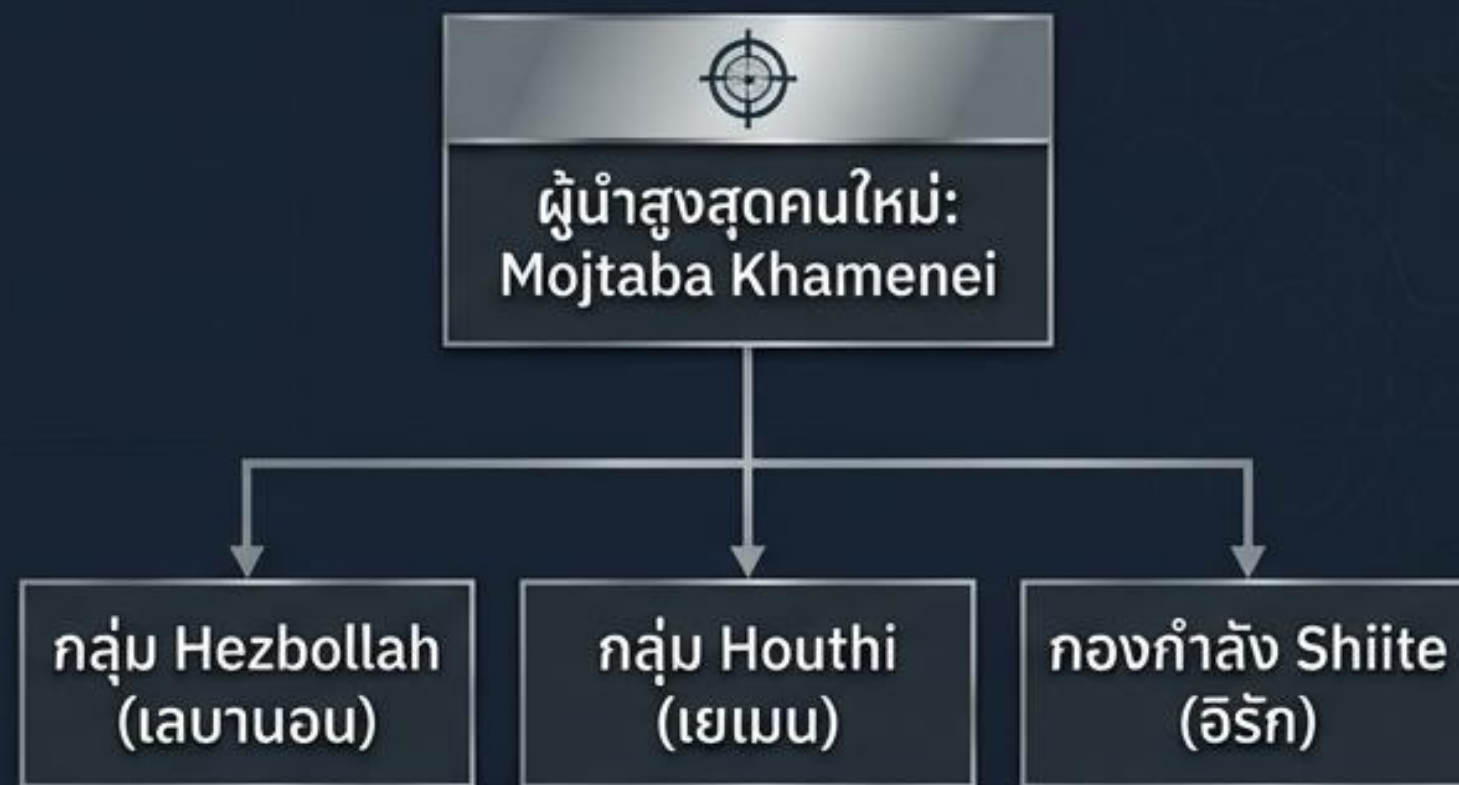 ผู้นำสูงสุดคนใหม่:
Mojtaba Khamenei
กลุ่ม Hezbollah
(เลบานอน)
กลุ่ม Houthi
(เยเมน)
กองกำลัง Shiite
(อิรัก)